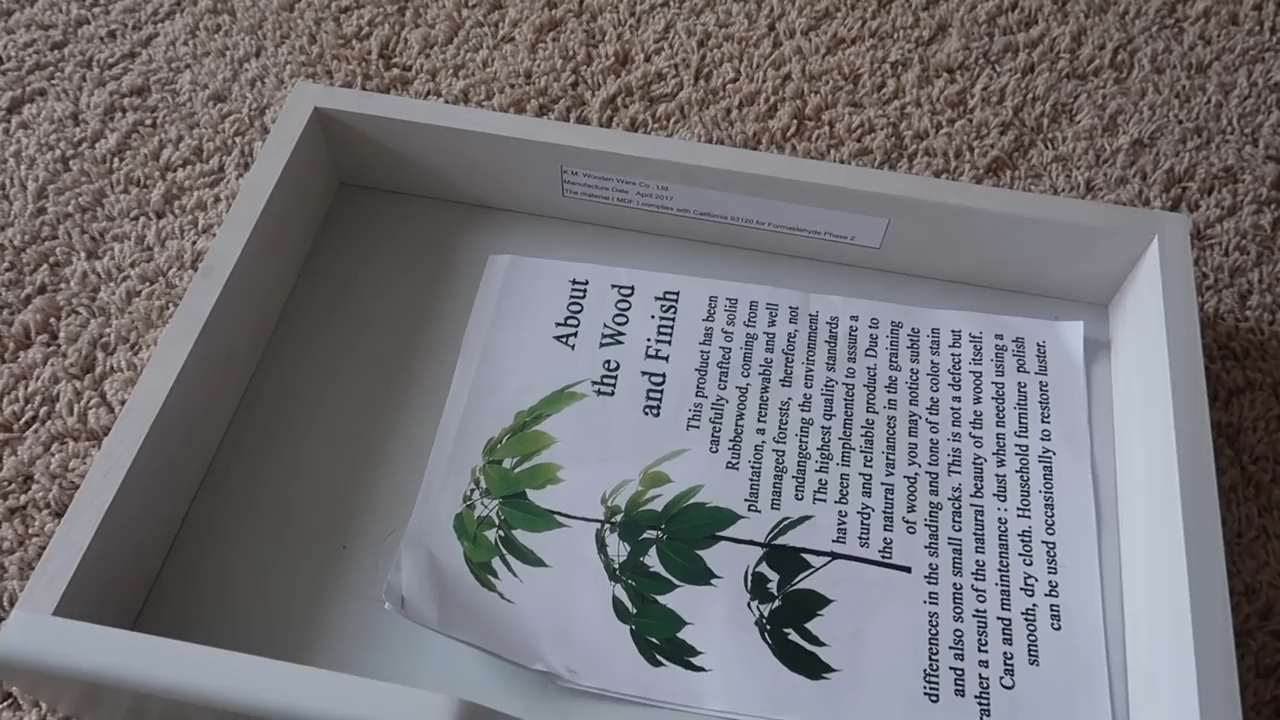 K.M. Wooden Ware Co., Ltd.
Manufacture Date : April 2017
The material ( MDF ) complies with California 93120 for Formaldehyde Phase 2
About
the Wood
and Finish
This product has been
carefully crafted of solid
Rubberwood, coming from
plantation, a renewable and well
managed forests, therefore, not
endangering the environment.
The highest quality standards
have been implemented to assure a
sturdy and reliable product. Due to
the natural variances in the graining
of wood, you may notice subtle
differences in the shading and tone of the color stain
and also some small cracks. This is not a defect but
rather a result of the natural beauty of the wood itself.
Care and maintenance : dust when needed using a
smooth, dry cloth. Household furniture polish
can be used occasionally to restore luster.